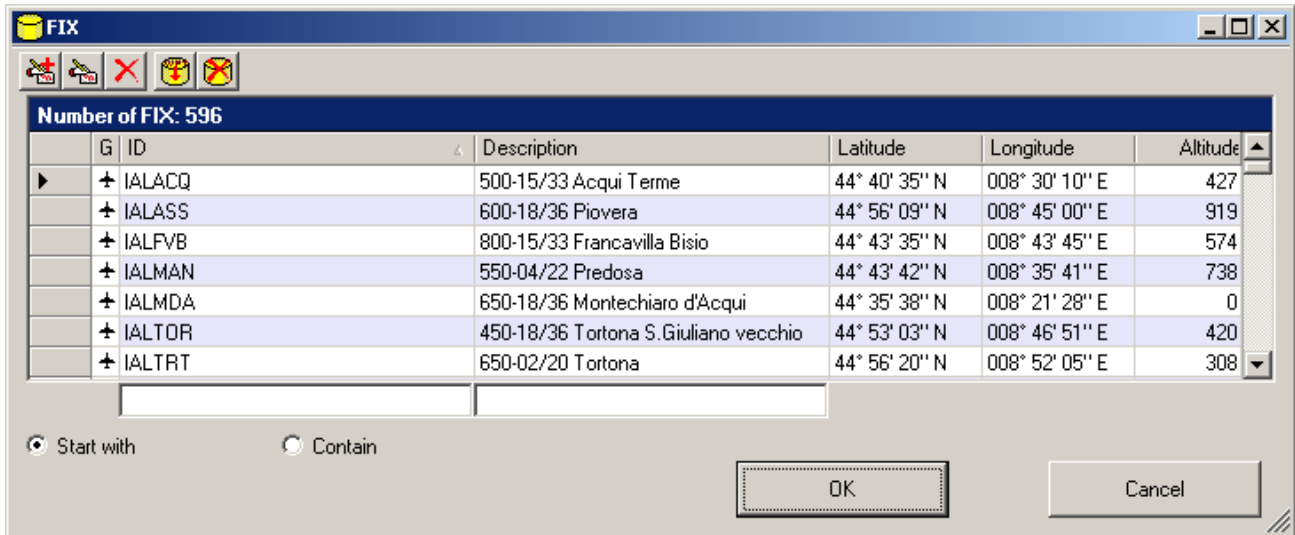 FIX
Number of FIX: 596
G ID Description Latitude Longitude Altitude
IALACQ 500-15/33 Acqui Terme 44° 40' 35'' N 008° 30' 10'' E 427
IALASS 600-18/36 Piovera 44° 56' 09'' N 008° 45' 00'' E 919
IALFVB 800-15/33 Francavilla Bisio 44° 43' 35'' N 008° 43' 45'' E 574
IALMAN 550-04/22 Predosa 44° 43' 42'' N 008° 35' 41'' E 738
IALMDA 650-18/36 Montechiaro d'Acqui 44° 35' 38'' N 008° 21' 28'' E 0
IALTOR 450-18/36 Tortona S.Giuliano vecchio 44° 53' 03'' N 008° 46' 51'' E 420
IALTRT 650-02/20 Tortona 44° 56' 20'' N 008° 52' 05'' E 308
Start with Contain
OK Cancel